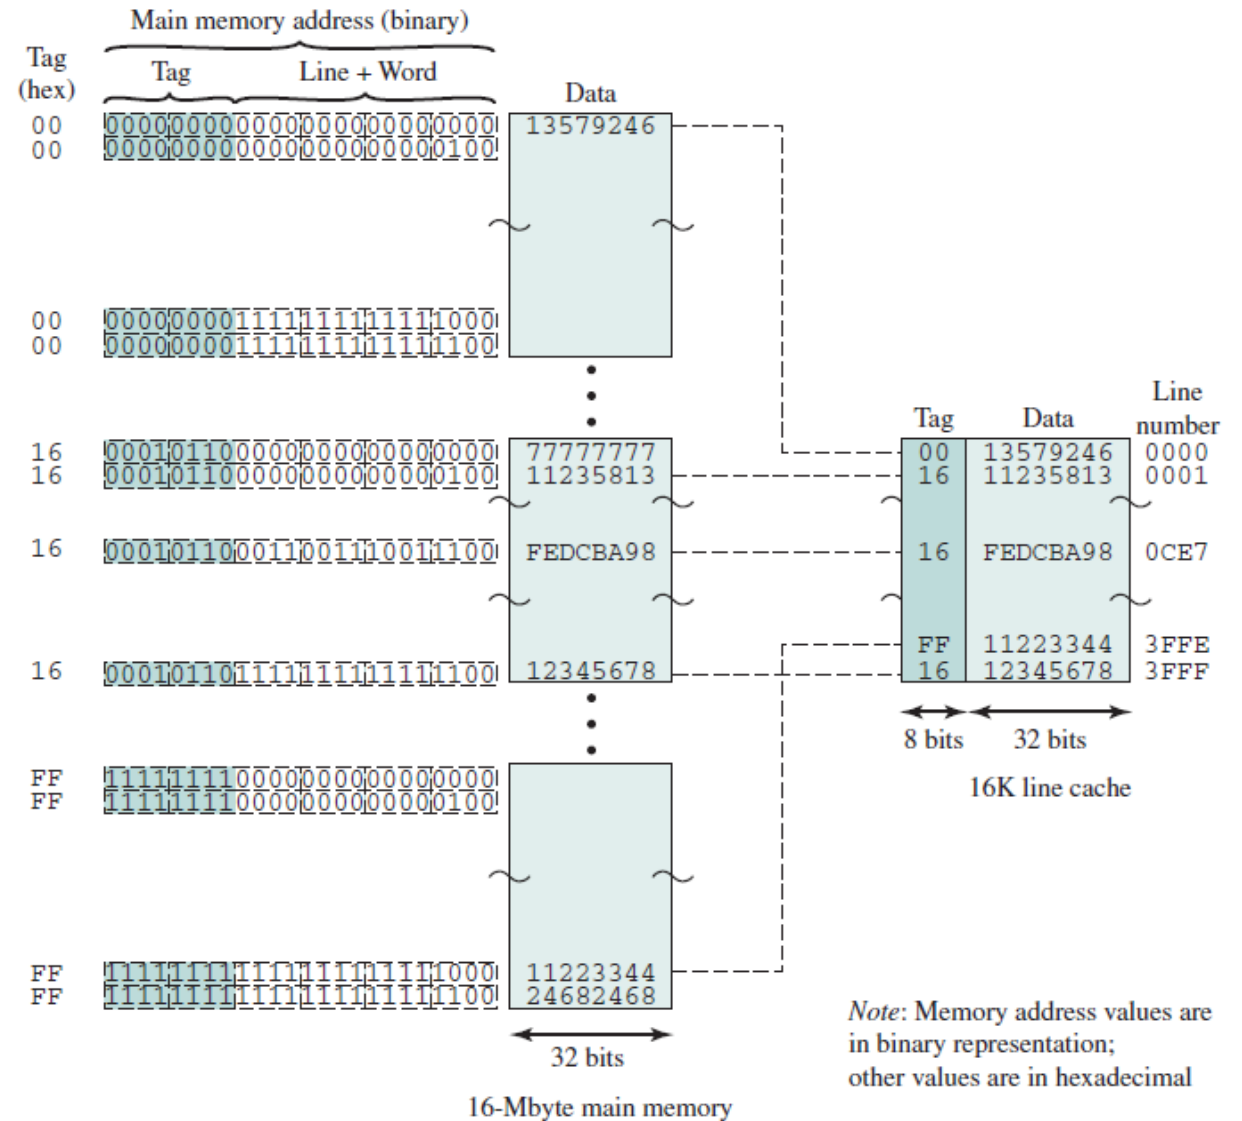 Main memory address (binary)
Tag
(hex)
Tag
Line + Word
Data
00
000000000000000000000000
13579246
00
000000000000000000000100
00
000000001111111111111000
00
000000001111111111111100
16
000101100000000000000000
77777777
16
000101100000000000000100
11235813
16
000101100011001110011100
FEDCBA98
16
000101101111111111111100
12345678
FF
111111110000000000000000
FF
111111110000000000000100
FF
111111111111111111111000
11223344
FF
111111111111111111111100
24682468
32 bits
16-Mbyte main memory
Tag
Data
Line
number
00 13579246 0000
16 11235813 0001
16 FEDCBA98 0CE7
FF 11223344 3FFE
16 12345678 3FFF
8 bits
32 bits
16K line cache
Note: Memory address values are
in binary representation;
other values are in hexadecimal